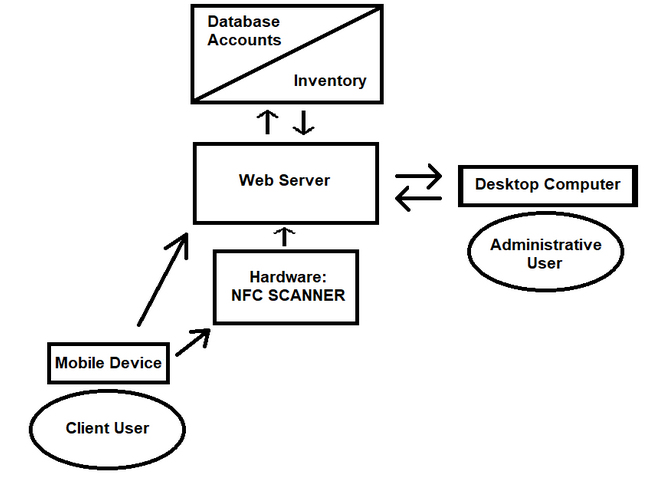 Database
Accounts
Inventory
Web Server
Desktop Computer
Administrative
User
Hardware:
NFC SCANNER
Mobile Device
Client User